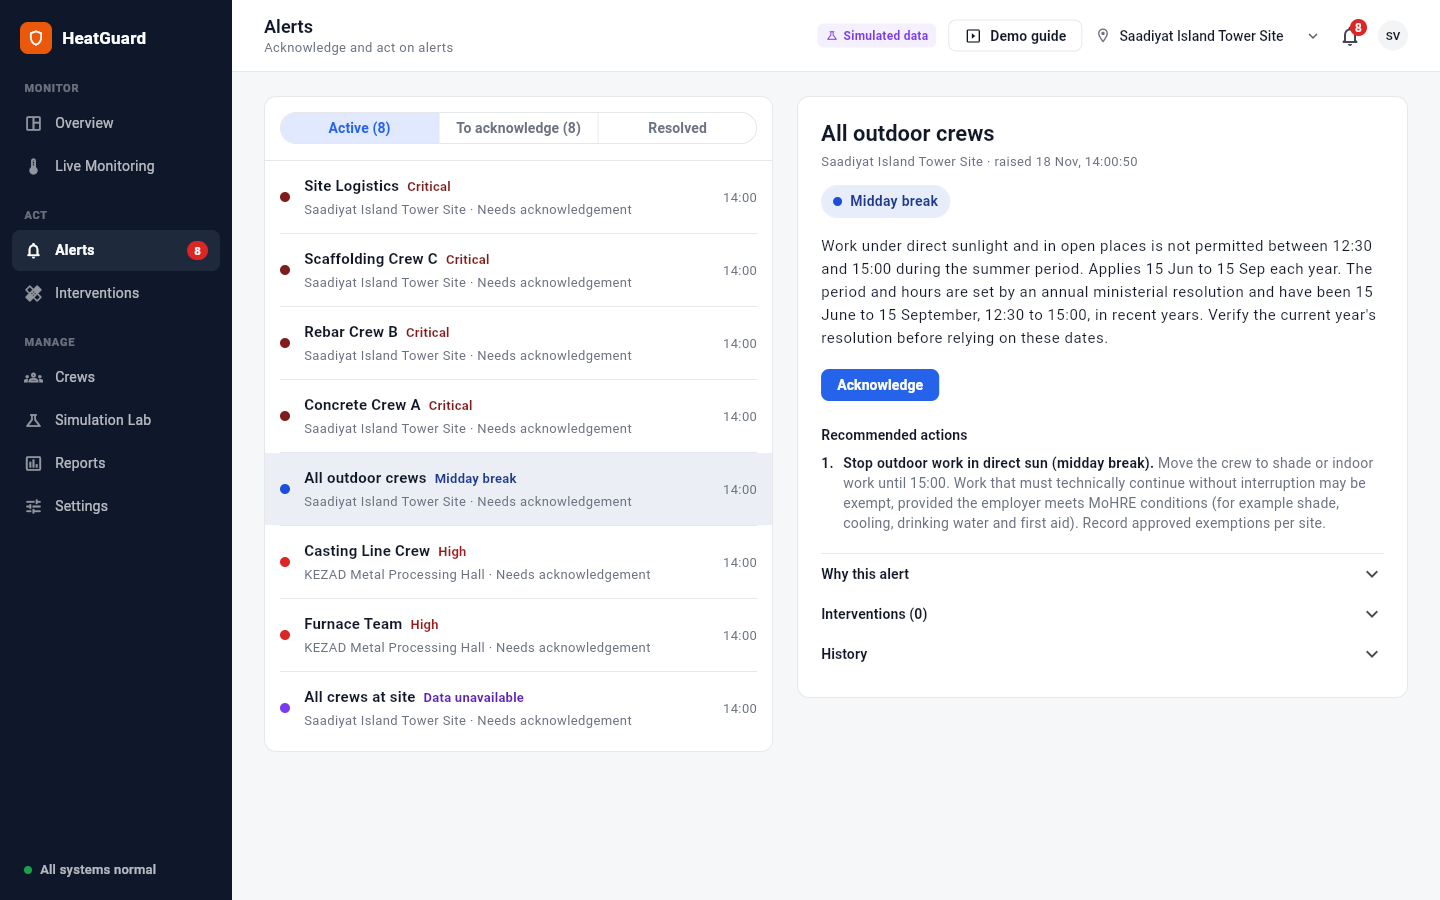 HeatGuard
MONITOR
Overview
Live Monitoring
ACT
Alerts
8
Interventions
MANAGE
Crews
Simulation Lab
Reports
Settings
All systems normal
Alerts
Acknowledge and act on alerts
Simulated data
Demo guide
Saadiyat Island Tower Site
8
SV
Active (8)
To acknowledge (8)
Resolved
Site Logistics Critical
Saadiyat Island Tower Site · Needs acknowledgement
14:00
Scaffolding Crew C Critical
Saadiyat Island Tower Site · Needs acknowledgement
14:00
Rebar Crew B Critical
Saadiyat Island Tower Site · Needs acknowledgement
14:00
Concrete Crew A Critical
Saadiyat Island Tower Site · Needs acknowledgement
14:00
All outdoor crews Midday break
Saadiyat Island Tower Site · Needs acknowledgement
14:00
Casting Line Crew High
KEZAD Metal Processing Hall · Needs acknowledgement
14:00
Furnace Team High
KEZAD Metal Processing Hall · Needs acknowledgement
14:00
All crews at site Data unavailable
Saadiyat Island Tower Site · Needs acknowledgement
14:00
All outdoor crews
Saadiyat Island Tower Site · raised 18 Nov, 14:00:50
Midday break
Work under direct sunlight and in open places is not permitted between 12:30
and 15:00 during the summer period. Applies 15 Jun to 15 Sep each year. The
period and hours are set by an annual ministerial resolution and have been 15
June to 15 September, 12:30 to 15:00, in recent years. Verify the current year's
resolution before relying on these dates.
Acknowledge
Recommended actions
1. Stop outdoor work in direct sun (midday break). Move the crew to shade or indoor
work until 15:00. Work that must technically continue without interruption may be
exempt, provided the employer meets MoHRE conditions (for example shade,
cooling, drinking water and first aid). Record approved exemptions per site.
Why this alert
Interventions (0)
History